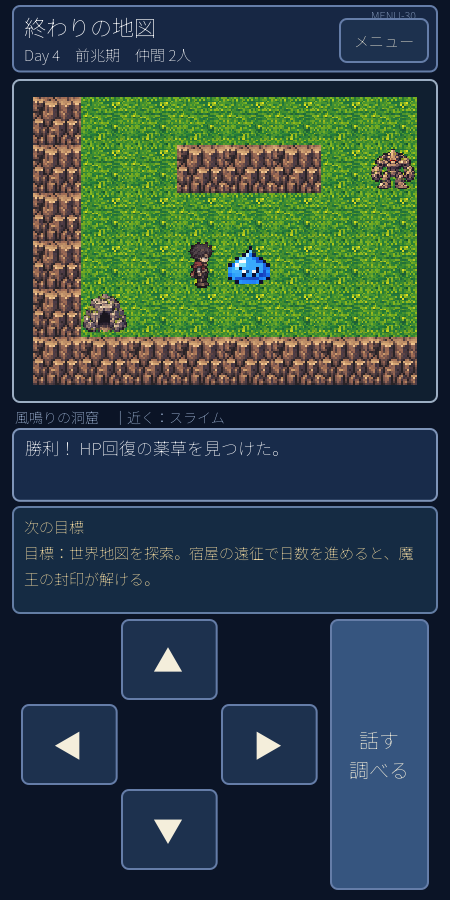 終わりの地図
MENU-30
Day 4　前兆期　仲間 2人
メニュー
風鳴りの洞窟　｜近く：スライム
勝利！ HP回復の薬草を見つけた。
次の目標
目標：世界地図を探索。宿屋の遠征で日数を進めると、魔
王の封印が解ける。
話す
調べる